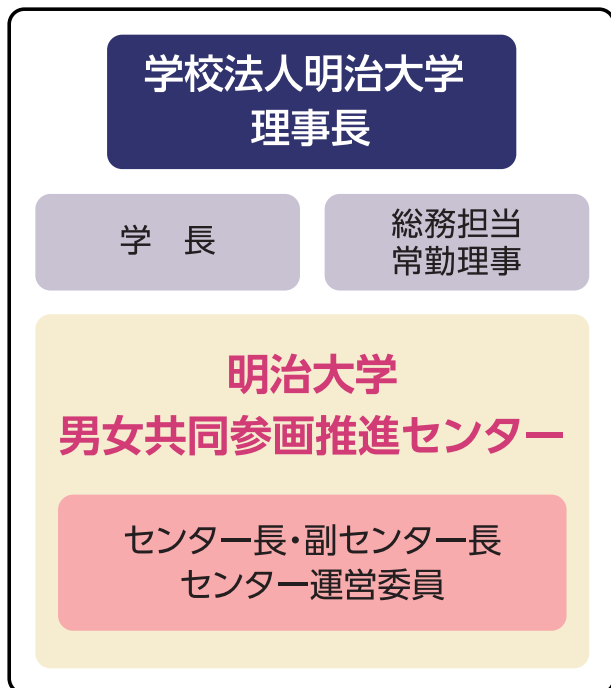 学校法人明治大学
理事長
学　長
総務担当
常勤理事
明治大学
男女共同参画推進センター
センター長・副センター長
センター運営委員